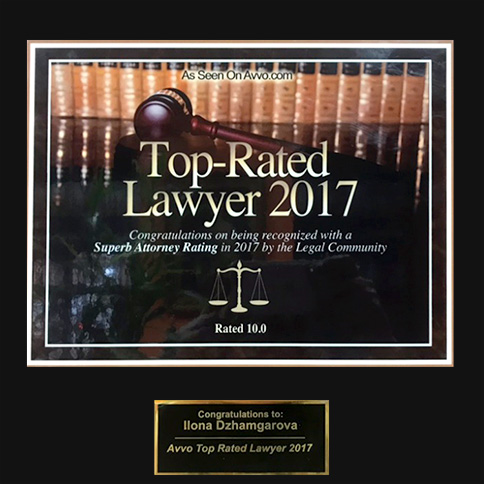 As Seen On Avvo.com
Top-Rated
Lawyer 2017
Congratulations on being recognized with a
Superb Attorney Rating in 2017 by the Legal Community
Rated 10.0
Congratulations to:
Ilona Dzhamgarova
Avvo Top Rated Lawyer 2017